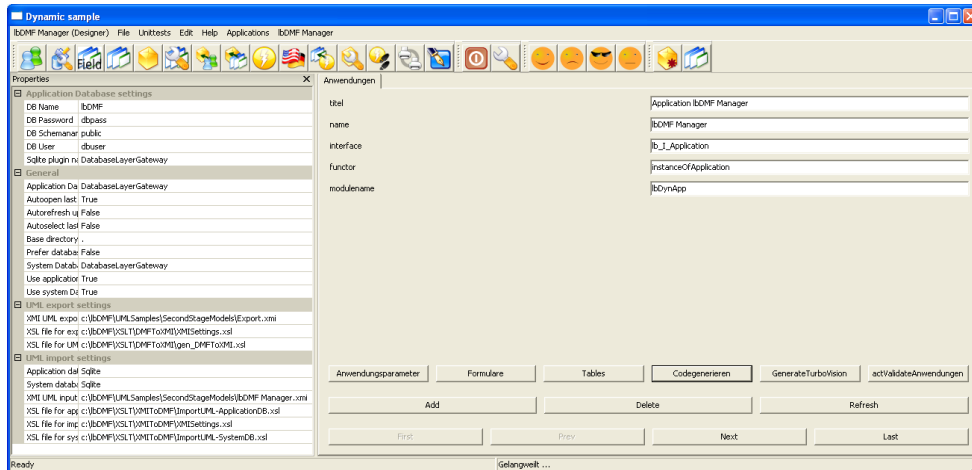 Dynamic sample
lbDMF Manager (Designer) File Unittests Edit Help Applications lbDMF Manager
Field
Properties
Application Database settings
DB Name lbDMF
DB Password dbpass
DB Schemanar public
DB User dbuser
Sqlite plugin na DatabaseLayerGateway
General
Application Da DatabaseLayerGateway
Autoopen last True
Autorefresh u False
Autoselect last False
Base directory .
Prefer databas False
System Datab DatabaseLayerGateway
Use application True
Use system Da True
UML export settings
XMI UML expo c:\lbDMF\UMLSamples\SecondStageModels\Export.xmi
XSL file for exp c:\lbDMF\XSLT\DMFToXMI\XMISettings.xsl
XSL file for UM c:\lbDMF\XSLT\DMFToXMI\gen_DMFToXMI.xsl
UML import settings
Application dat Sqlite
System databa Sqlite
XMI UML input c:\lbDMF\UMLSamples\SecondStageModels\lbDMF Manager.xmi
XSL file for app c:\lbDMF\XSLT\XMIToDMF\ImportUML-ApplicationDB.xsl
XSL file for imp c:\lbDMF\XSLT\XMIToDMF\XMISettings.xsl
XSL file for sys c:\lbDMF\XSLT\XMIToDMF\ImportUML-SystemDB.xsl
Anwendungen
titel Application lbDMF Manager
name lbDMF Manager
interface lb_I_Application
functor instanceOfApplication
modulename lbDynApp
Anwendungsparameter Formulare Tables Codegenerieren GenerateTurboVision actValidateAnwendungen
Add Delete Refresh
First Prev Next Last
Ready Gelangweilt ...